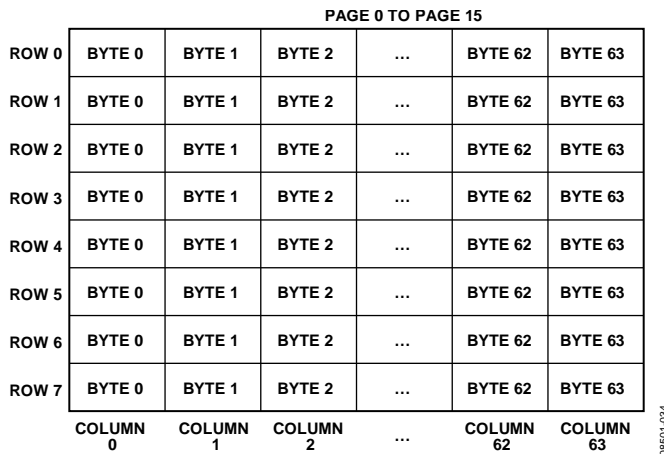 PAGE 0 TO PAGE 15
ROW 0 BYTE 0 BYTE 1 BYTE 2 ... BYTE 62 BYTE 63
ROW 1 BYTE 0 BYTE 1 BYTE 2 ... BYTE 62 BYTE 63
ROW 2 BYTE 0 BYTE 1 BYTE 2 ... BYTE 62 BYTE 63
ROW 3 BYTE 0 BYTE 1 BYTE 2 ... BYTE 62 BYTE 63
ROW 4 BYTE 0 BYTE 1 BYTE 2 ... BYTE 62 BYTE 63
ROW 5 BYTE 0 BYTE 1 BYTE 2 ... BYTE 62 BYTE 63
ROW 6 BYTE 0 BYTE 1 BYTE 2 ... BYTE 62 BYTE 63
ROW 7 BYTE 0 BYTE 1 BYTE 2 ... BYTE 62 BYTE 63
COLUMN COLUMN COLUMN ... COLUMN COLUMN
0 1 2 62 63